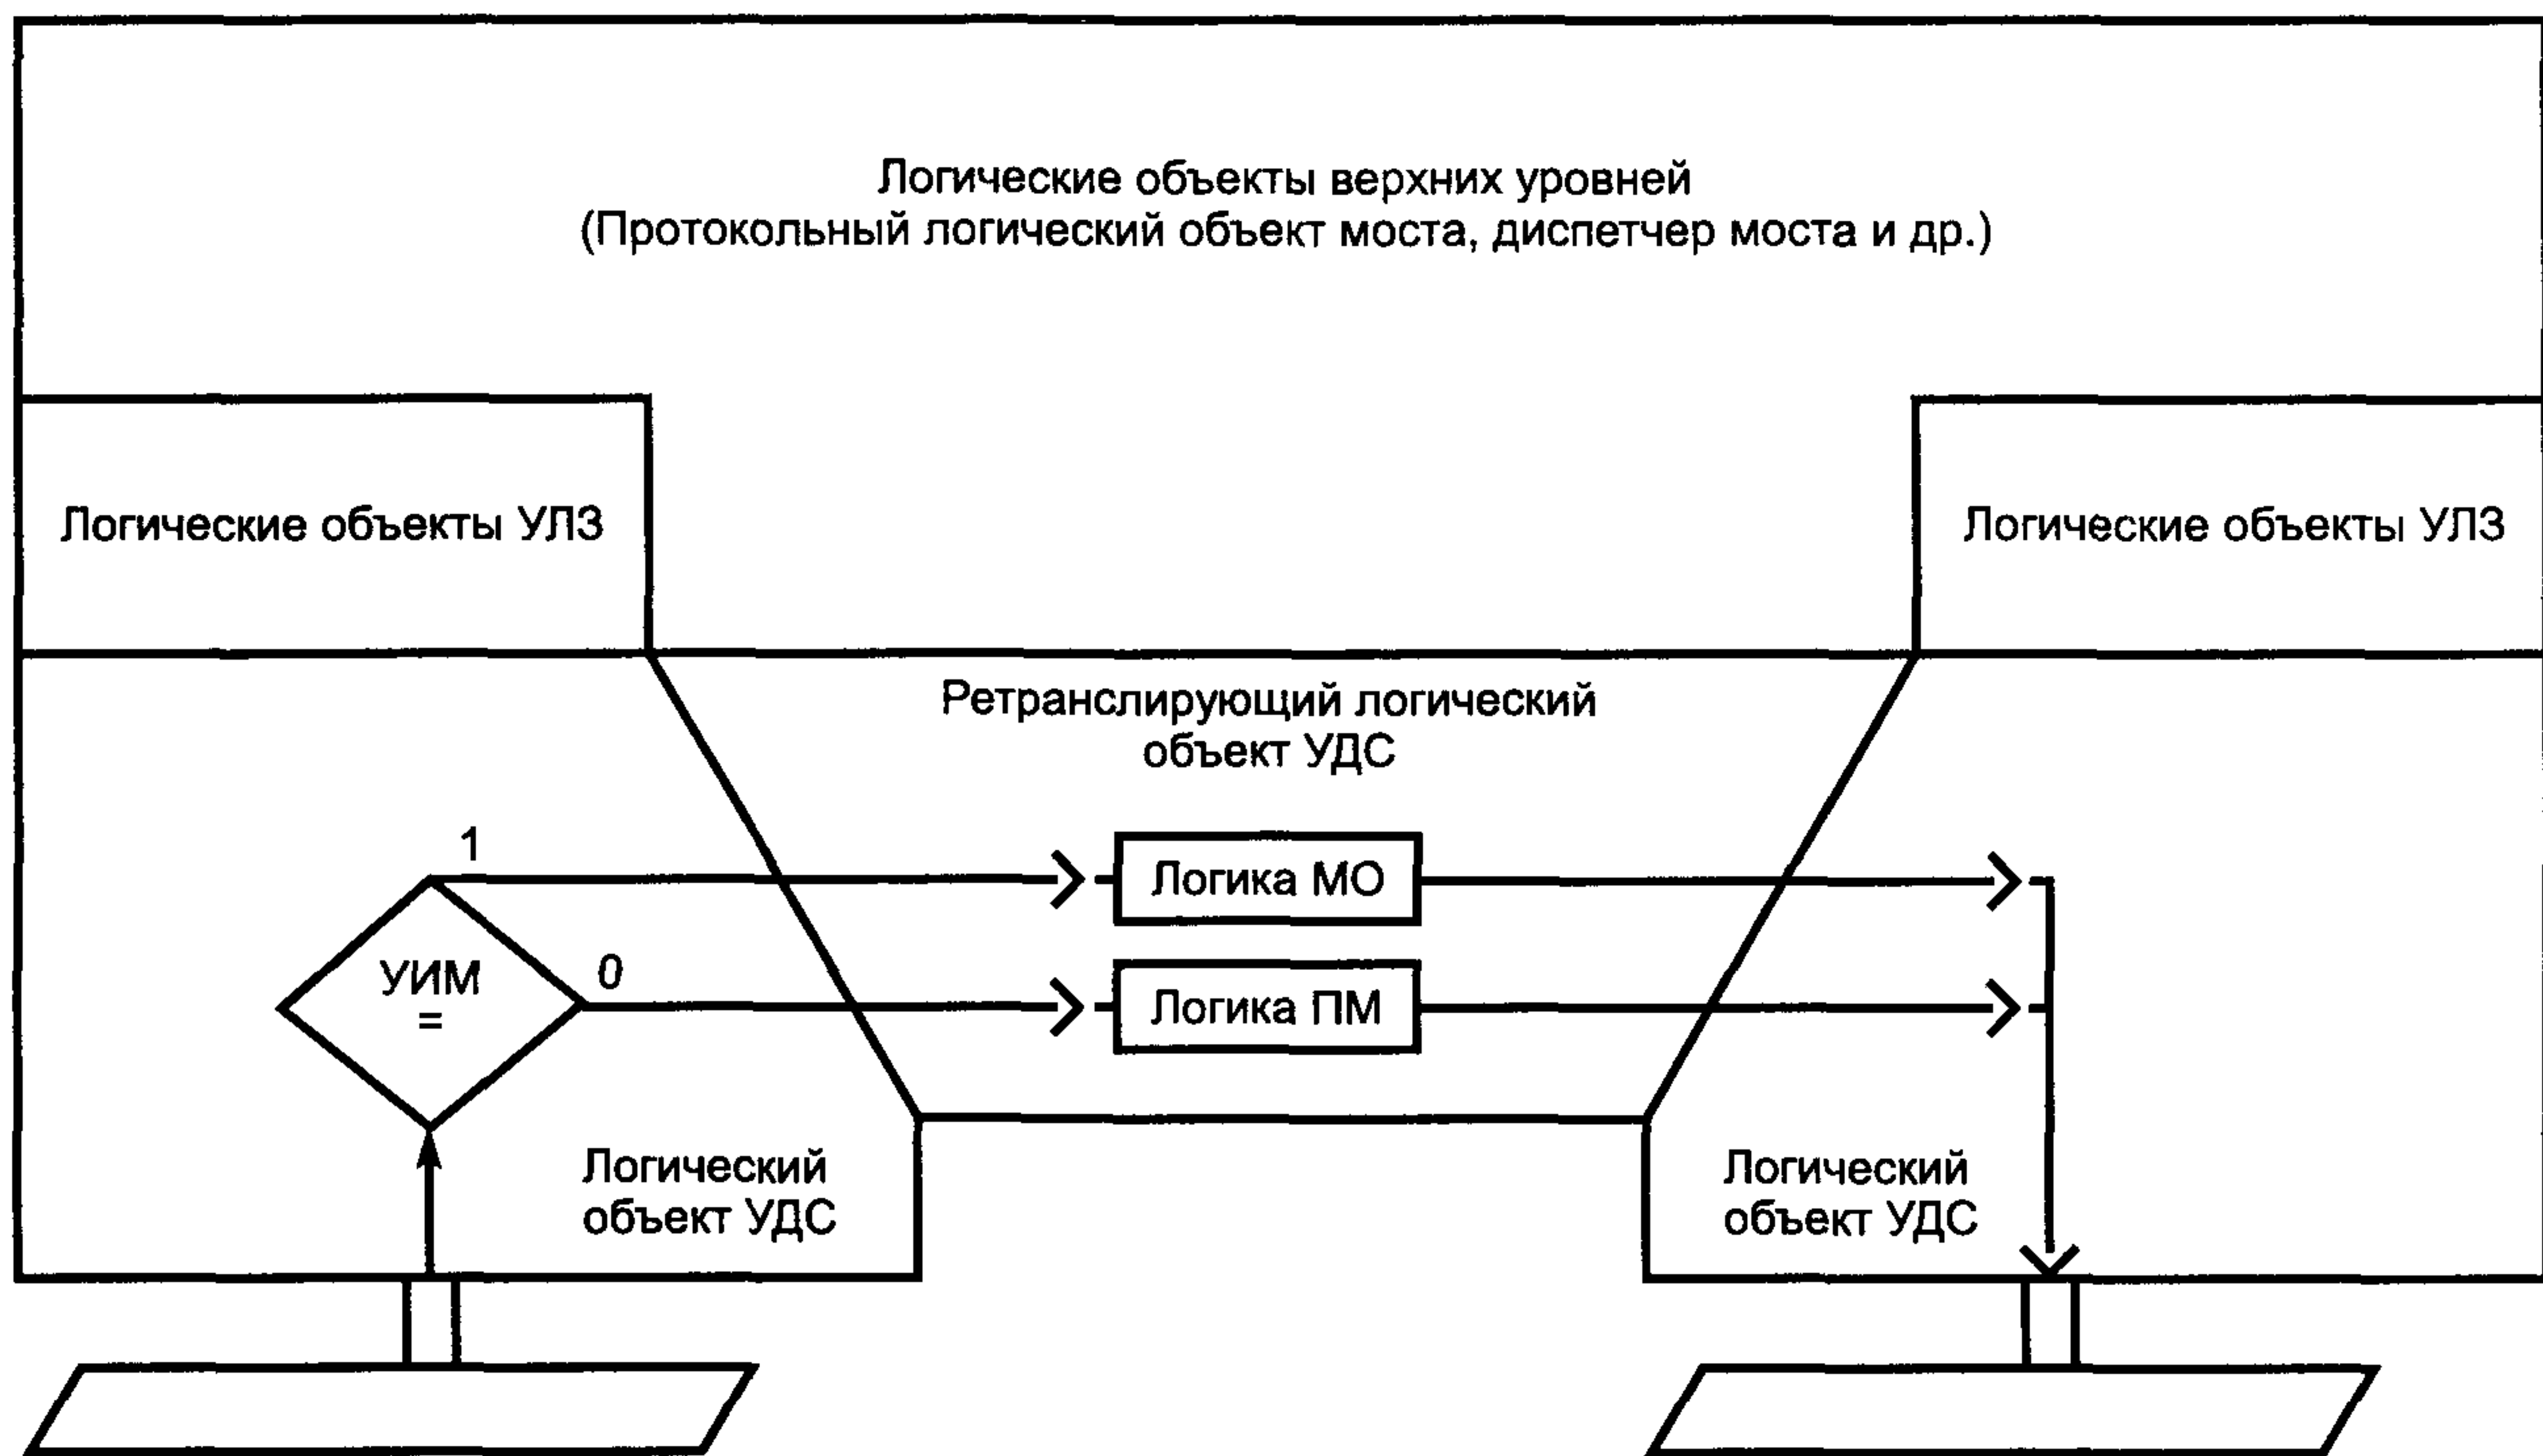 Логические объекты верхних уровней
(Протокольный логический объект моста, диспетчер моста и др.)
Логические объекты УЛЗ
Логические объекты УЛЗ
Ретранслирующий логический
объект УДС
1
Логика МО
УИМ
=
0
Логика ПМ
Логический
объект УДС
Логический
объект УДС